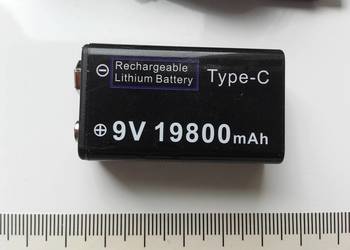 ⊖ Rechargeable
Lithium Battery
Type-C
⊕ 9V 19800mAh